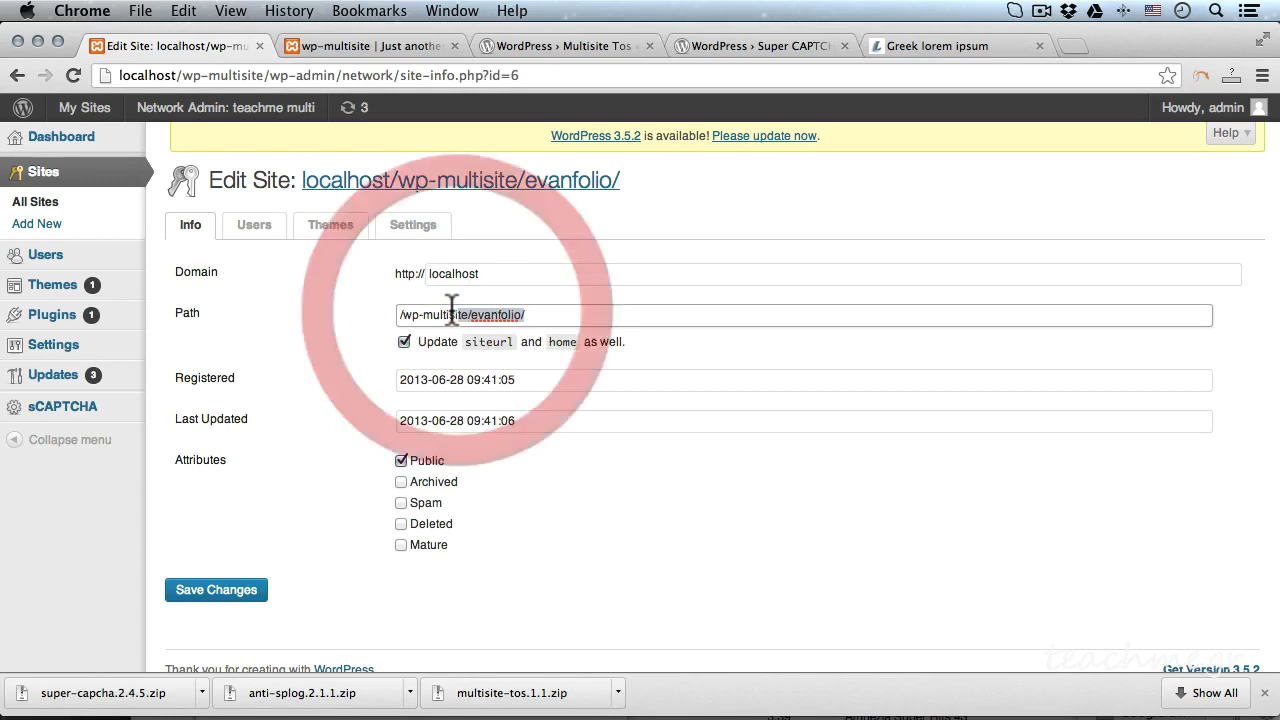 Chrome File Edit View History Bookmarks Window Help
Edit Site: localhost/wp-mu
wp-multisite | Just anothe
WordPress › Multisite Tos «
WordPress › Super CAPTCH
Greek lorem ipsum
localhost/wp-multisite/wp-admin/network/site-info.php?id=6
My Sites Network Admin: teachme multi 3 Howdy, admin
WordPress 3.5.2 is available! Please update now.
Help
Dashboard
Sites
All Sites
Add New
Users
Themes 1
Plugins 1
Settings
Updates 3
sCAPTCHA
Collapse menu
Edit Site: localhost/wp-multisite/evanfolio/
Info Users Themes Settings
Domain http:// localhost
Path /wp-multisite/evanfolio/
Update siteurl and home as well.
Registered 2013-06-28 09:41:05
Last Updated 2013-06-28 09:41:06
Attributes Public
Archived
Spam
Deleted
Mature
Save Changes
Thank you for creating with WordPress
Get Version 3.5.2
teachme.gr
super-capcha.2.4.5.zip
anti-splog.2.1.1.zip
multisite-tos.1.1.zip
Show All